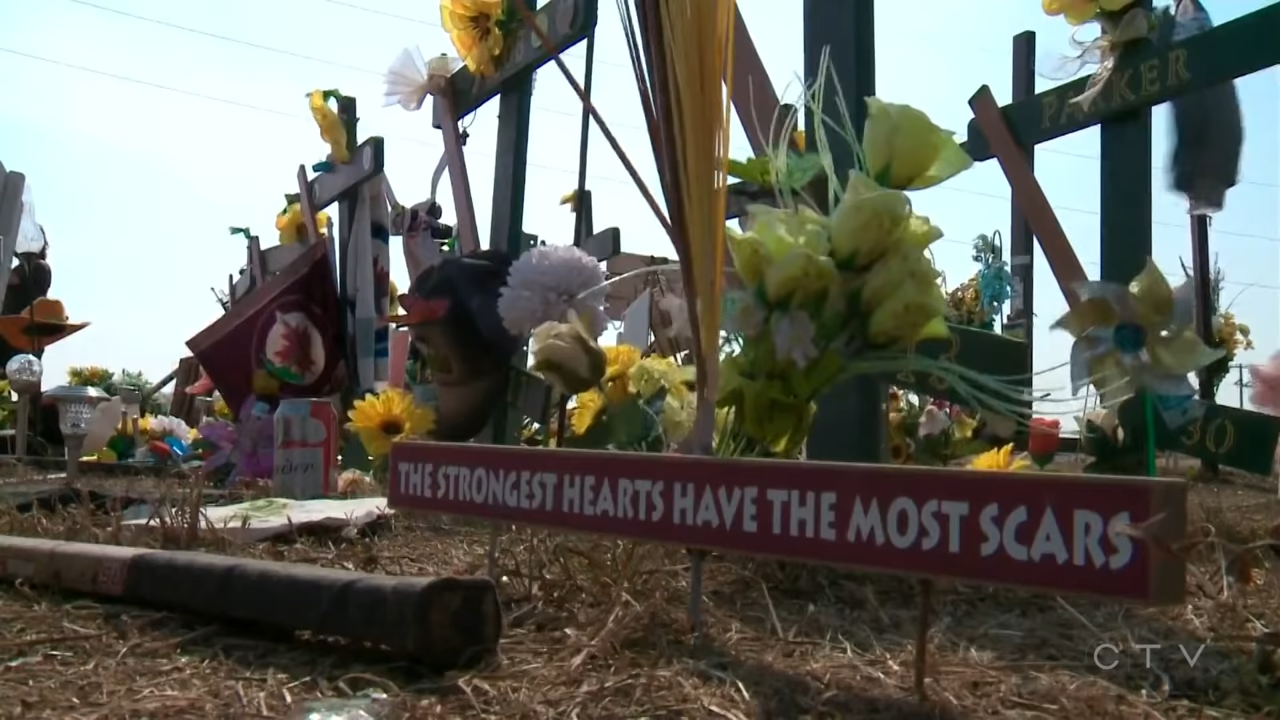 PARKER
30
THE STRONGEST HEARTS HAVE THE MOST SCARS
CTV